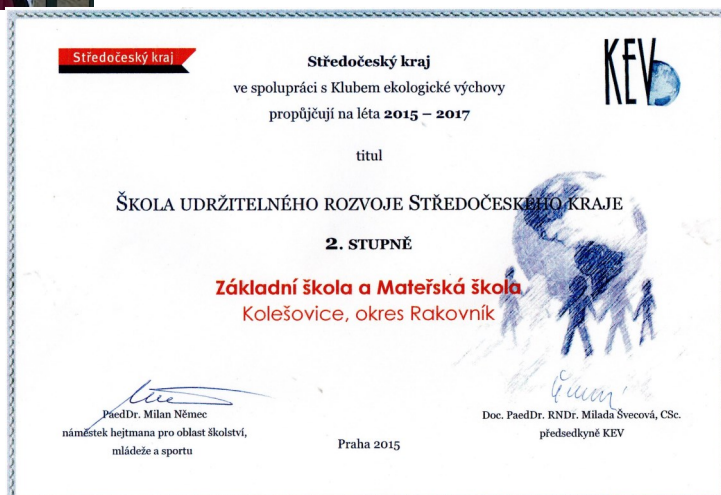 Středočeský kraj
KEV
Středočeský kraj
ve spolupráci s Klubem ekologické výchovy
propůjčují na léta 2015 – 2017
titul
ŠKOLA UDRŽITELNÉHO ROZVOJE STŘEDOČESKÉHO KRAJE
2. STUPNĚ
Základní škola a Mateřská škola
Kolešovice, okres Rakovník
PaedDr. Milan Němec
náměstek hejtmana pro oblast školství,
mládeže a sportu
Praha 2015
Doc. PaedDr. RNDr. Milada Švecová, CSc.
předsedkyně KEV